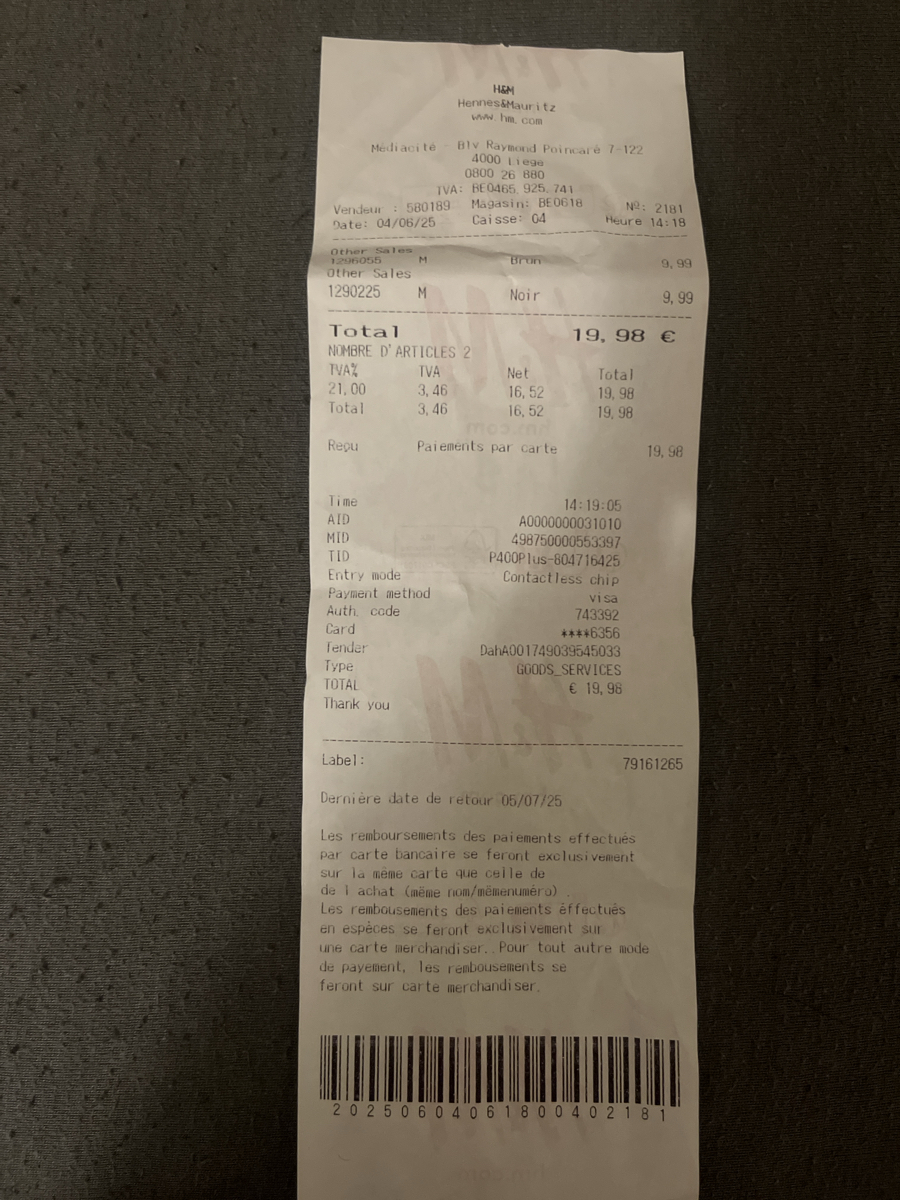 H&M
Hennes&Mauritz
www.hm.com
Médiacité - Blv Raymond Poincaré 7-122
4000 Liege
0800 26 880
TVA: BE0465.925.741
Vendeur : 580189 Magasin: BE0618 Nº: 2181
Date: 04/06/25 Caisse: 04 Heure 14:18
Other Sales
1296055 M Brun 9,99
Other Sales
1290225 M Noir 9,99
Total 19,98 €
NOMBRE D'ARTICLES 2
TVA% TVA Net Total
21,00 3,46 16,52 19,98
Total 3,46 16,52 19,98
Reçu Paiements par carte 19,98
Time 14:19:05
AID A0000000031010
MID 498750000553397
TID P400Plus-804716425
Entry mode Contactless chip
Payment method visa
Auth. code 743392
Card ****6356
Tender DahA001749039545033
Type GOODS_SERVICES
TOTAL € 19,98
Thank you
Label: 79161265
Dernière date de retour 05/07/25
Les remboursements des paiements effectués
par carte bancaire se feront exclusivement
sur la même carte que celle de
de l achat (même nom/mêmenuméro) .
Les rembousements des paiements éffectués
en espèces se feront exclusivement sur
une carte merchandiser.. Pour tout autre mode
de payement, les rembousements se
feront sur carte merchandiser.
20250604061800402181